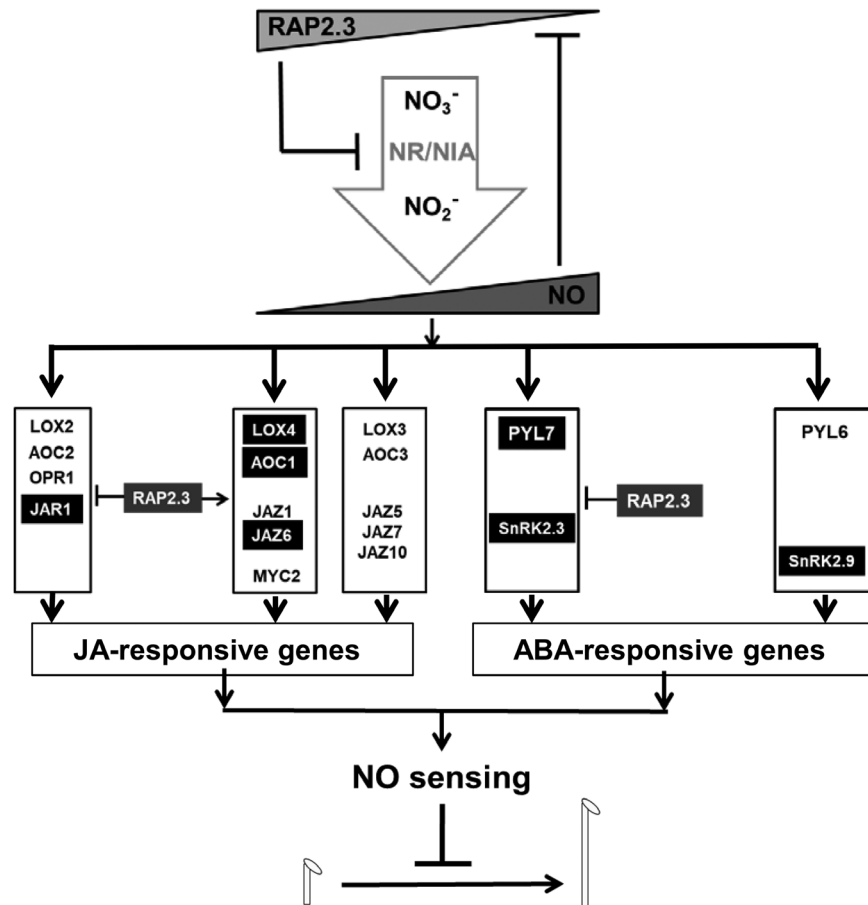 RAP2.3
NO₃⁻
NR/NIA
NO₂⁻
NO
LOX2
AOC2
OPR1
JAR1
RAP2.3
LOX4
AOC1
JAZ1
JAZ6
MYC2
LOX3
AOC3
JAZ5
JAZ7
JAZ10
PYL7
SnRK2.3
RAP2.3
PYL6
SnRK2.9
JA-responsive genes
ABA-responsive genes
NO sensing